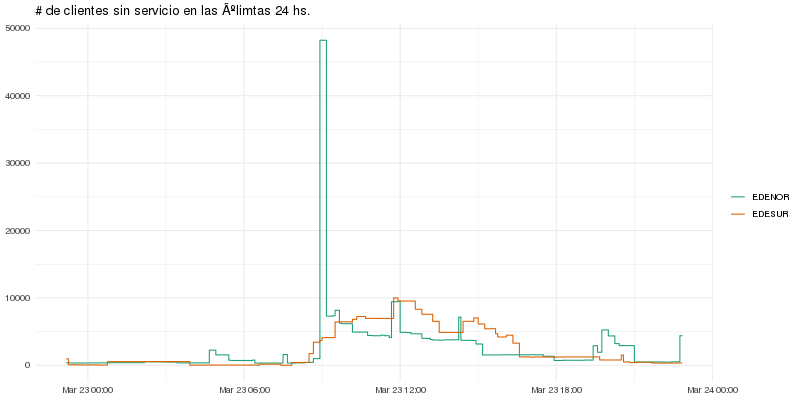 # de clientes sin servicio en las Ãºlimtas 24 hs.
50000
40000
30000
20000
10000
0
Mar 23 00:00
Mar 23 06:00
Mar 23 12:00
Mar 23 18:00
Mar 24 00:00
EDENOR
EDESUR